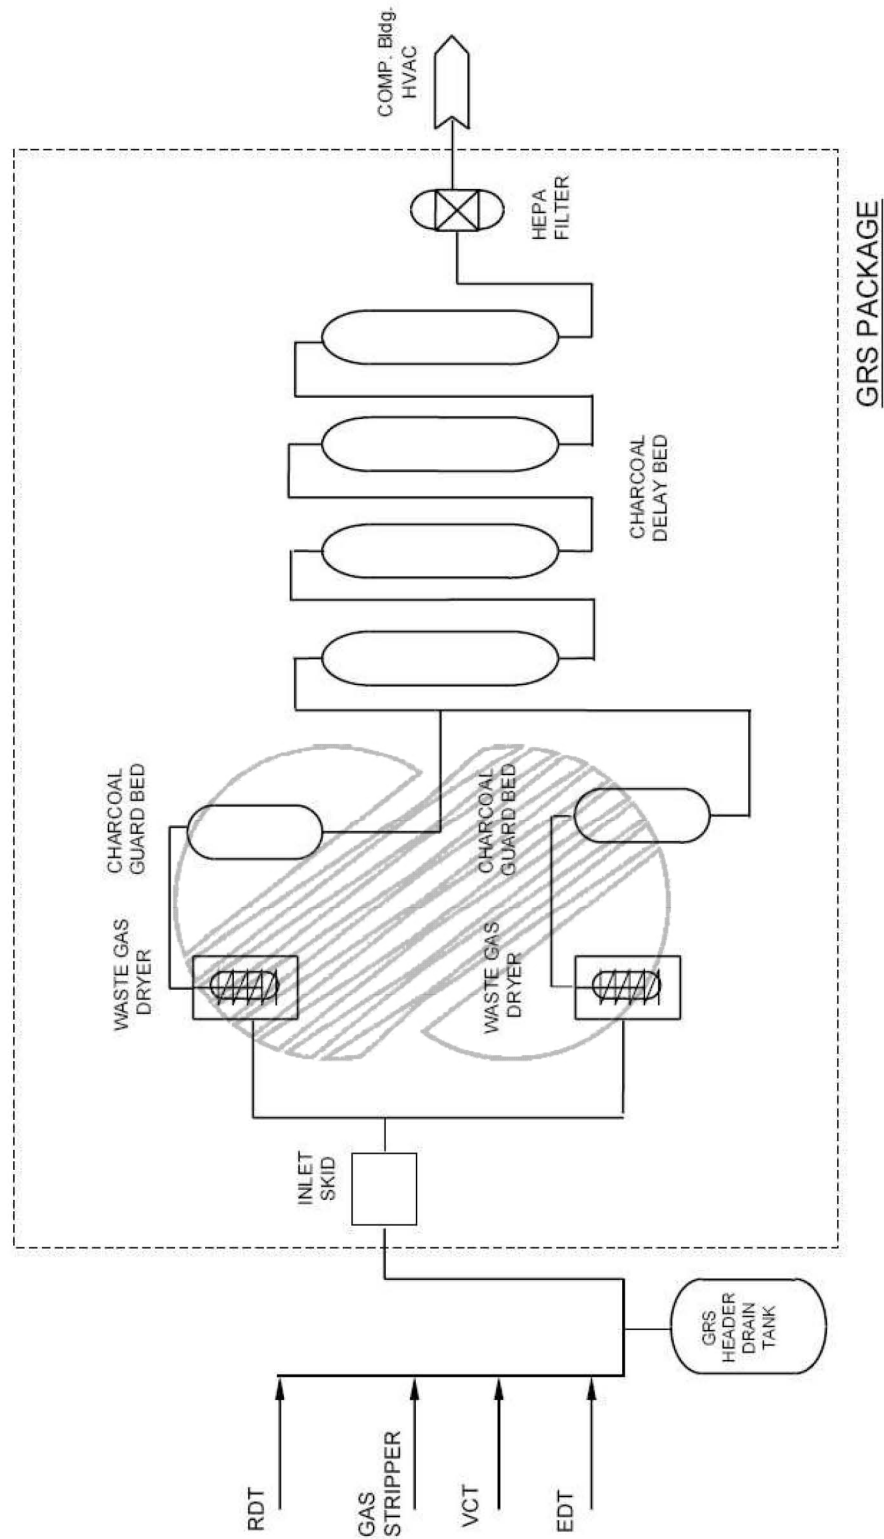 RDT
GAS
STRIPPER
VCT
EDT
GRS
HEADER
DRAIN
TANK
INLET
SKID
WASTE GAS
DRYER
WASTE GAS
DRYER
CHARCOAL
GUARD BED
CHARCOAL
GUARD BED
CHARCOAL
DELAY BED
HEPA
FILTER
COMP. Bldg.
HVAC
GRS PACKAGE